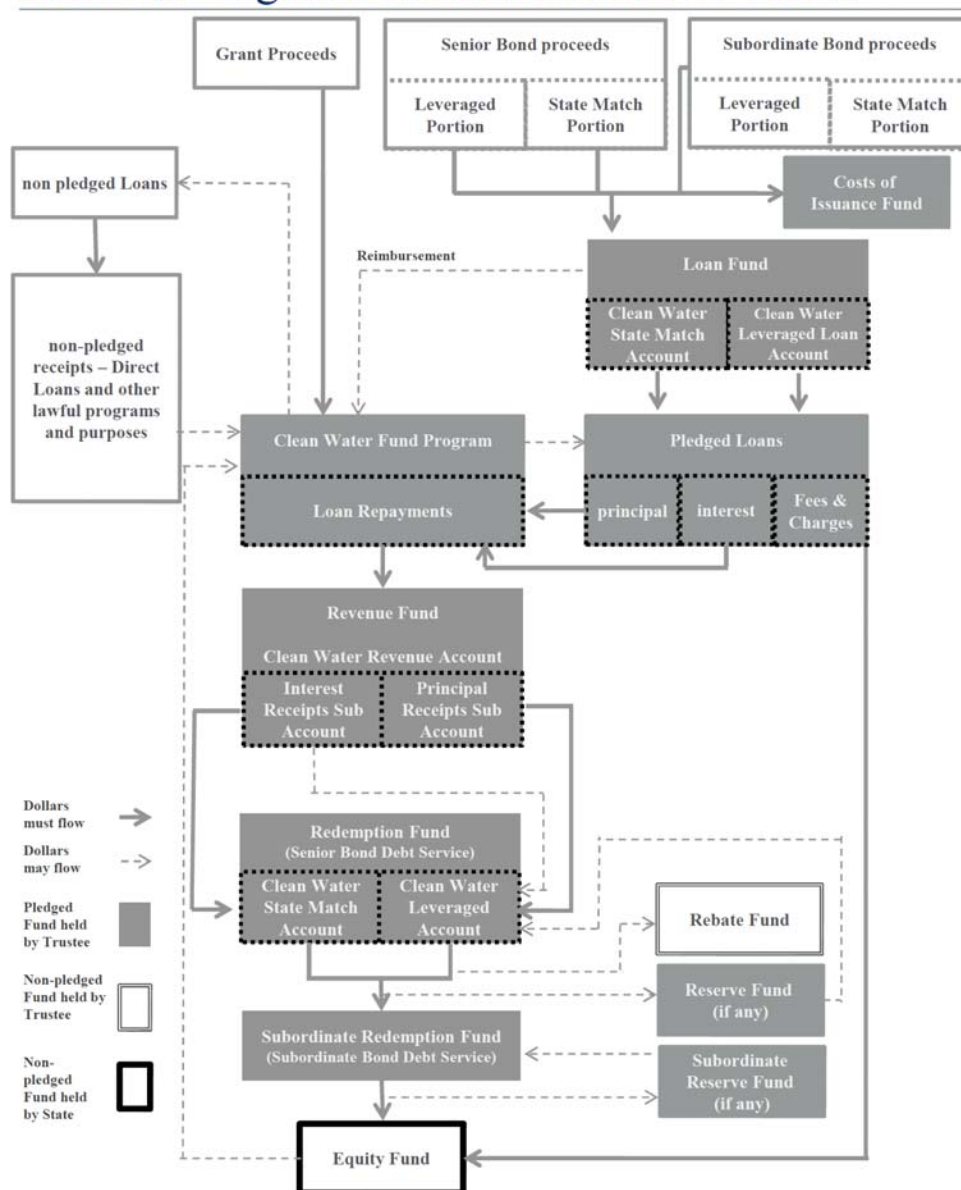 Grant Proceeds
Senior Bond proceeds
Leveraged
Portion
State Match
Portion
Subordinate Bond proceeds
Leveraged
Portion
State Match
Portion
non pledged Loans
Costs of
Issuance Fund
Reimbursement
Loan Fund
Clean Water
State Match
Account
Clean Water
Leveraged Loan
Account
non-pledged
receipts – Direct
Loans and other
lawful programs
and purposes
Clean Water Fund Program
Loan Repayments
Pledged Loans
principal
interest
Fees &
Charges
Revenue Fund
Clean Water Revenue Account
Interest
Receipts Sub
Account
Principal
Receipts Sub
Account
Dollars
must flow
Dollars
may flow
Pledged
Fund held
by Trustee
Non-pledged
Fund held by
Trustee
Non-
pledged
Fund held
by State
Redemption Fund
(Senior Bond Debt Service)
Clean Water
State Match
Account
Clean Water
Leveraged
Account
Rebate Fund
Reserve Fund
(if any)
Subordinate Redemption Fund
(Subordinate Bond Debt Service)
Subordinate
Reserve Fund
(if any)
Equity Fund